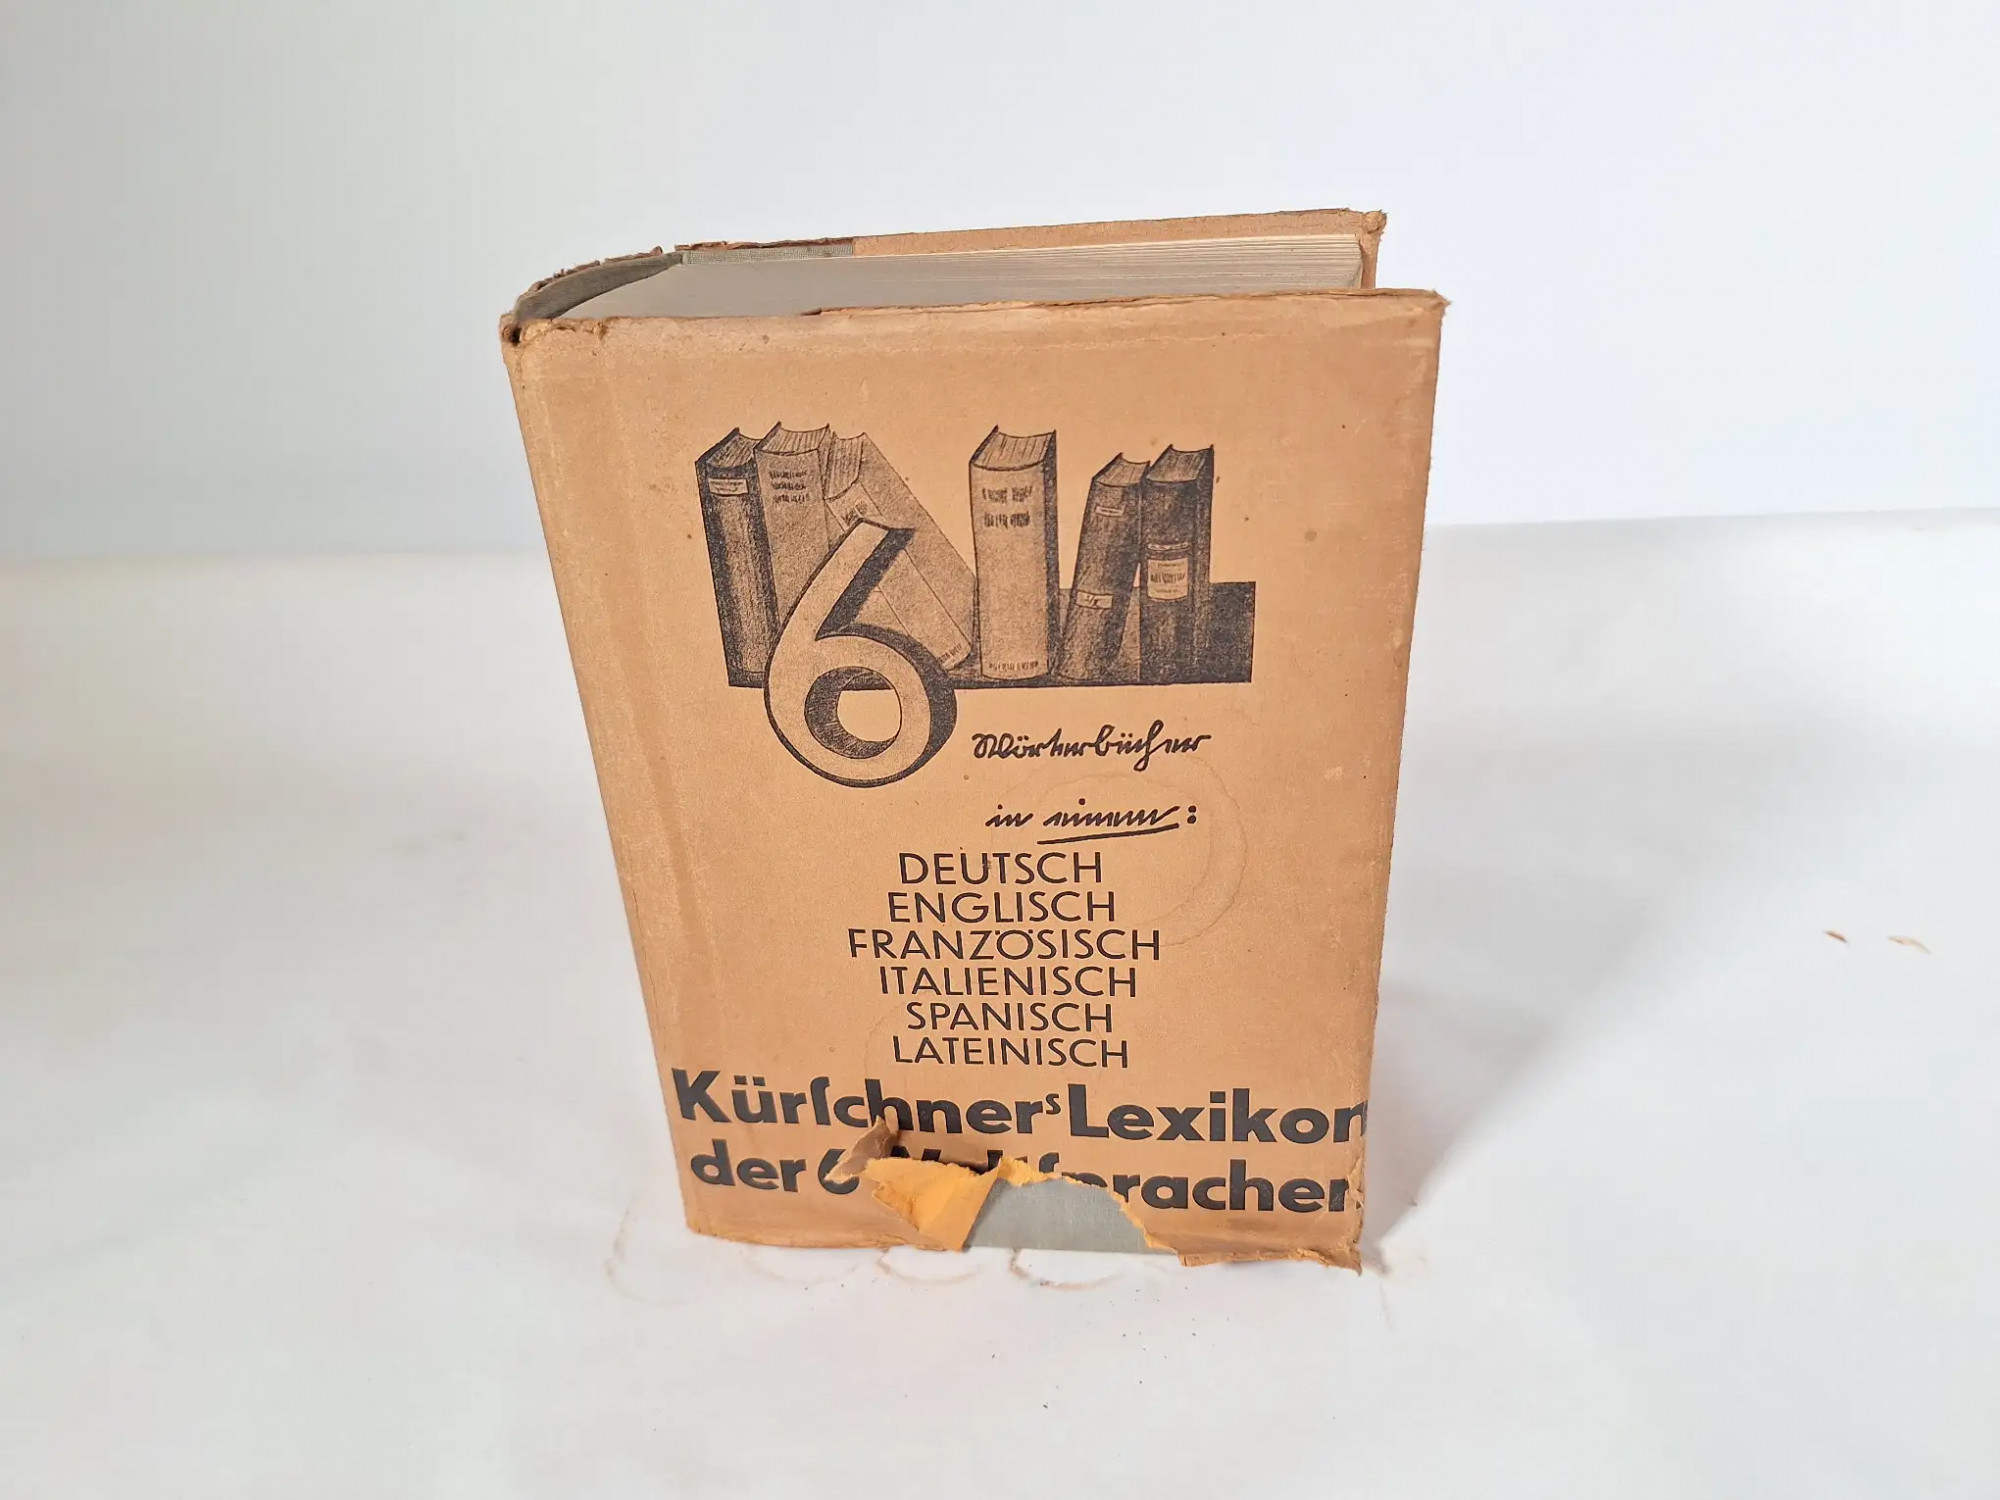 6
Wörterbücher
in einem:
DEUTSCH
ENGLISCH
FRANZÖSISCH
ITALIENISCH
SPANISCH
LATEINISCH
Kürſchners Lexikon
der 6